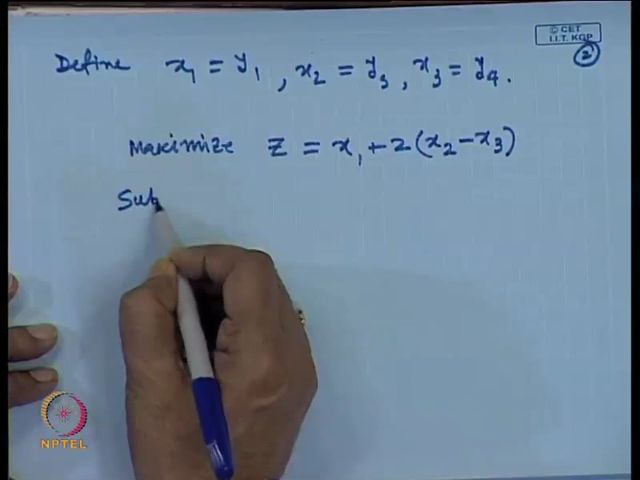 © CET
I.I.T. KGP
2
Define x₁ = y₁ , x₂ = y₃ , x₃ = y₄ .
Maximize Z = x₁ + 2 (x₂ − x₃)
Sub
NPTEL